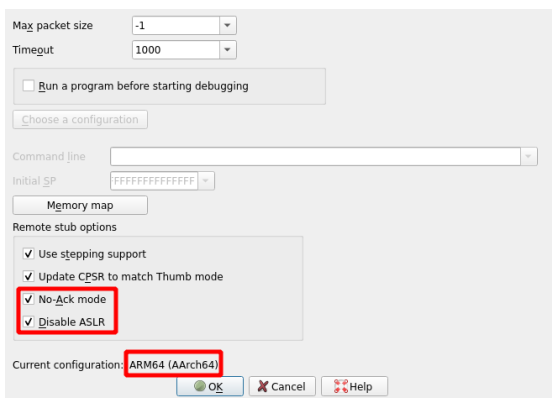 Max packet size -1
Timeout 1000
Run a program before starting debugging
Choose a configuration
Command line
Initial SP FFFFFFFFFFFFFF
Memory map
Remote stub options
Use stepping support
Update CPSR to match Thumb mode
No-Ack mode
Disable ASLR
Current configuration: ARM64 (AArch64)
OK Cancel Help